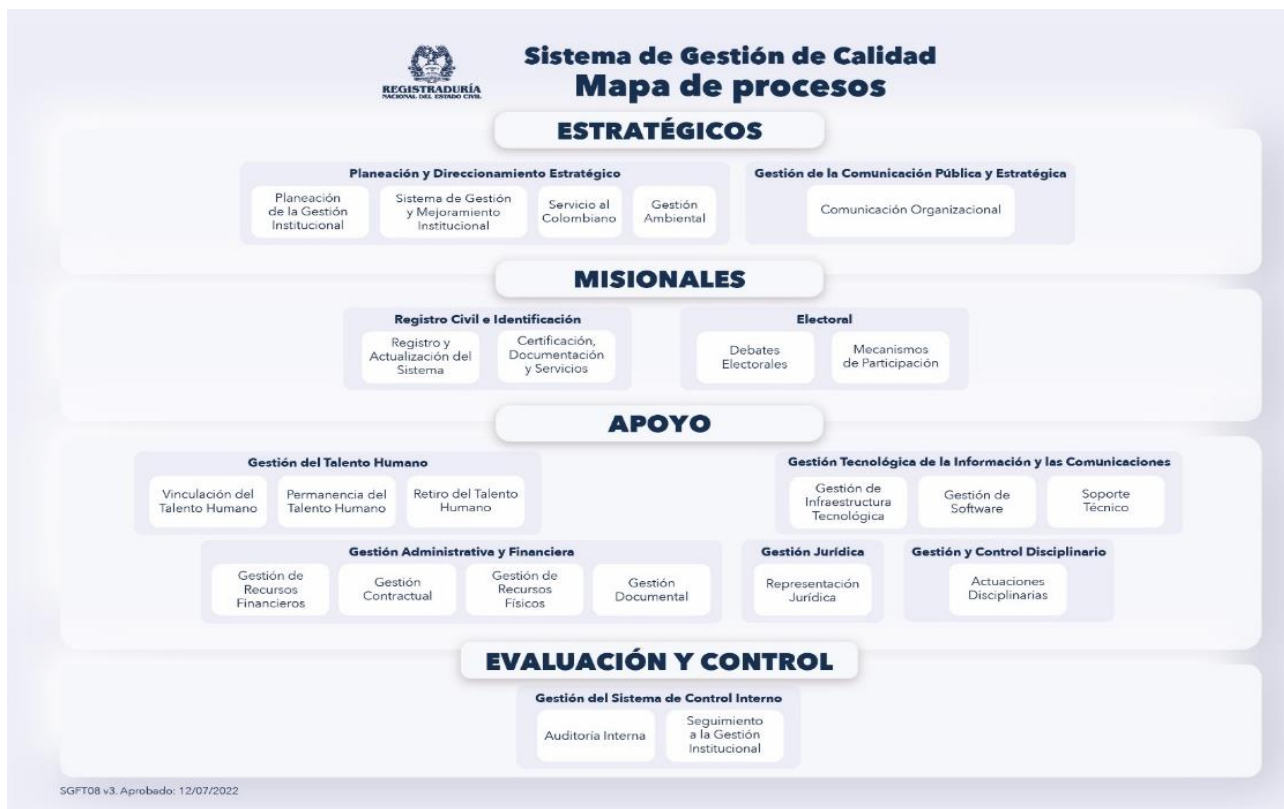 REGISTRADURÍA
NACIONAL DEL ESTADO CIVIL
Sistema de Gestión de Calidad
Mapa de procesos
ESTRATÉGICOS
Planeación y Direccionamiento Estratégico
Planeación
de la Gestión
Institucional
Sistema de Gestión
y Mejoramiento
Institucional
Servicio al
Colombiano
Gestión
Ambiental
Gestión de la Comunicación Pública y Estratégica
Comunicación Organizacional
MISIONALES
Registro Civil e Identificación
Registro y
Actualización del
Sistema
Certificación,
Documentación
y Servicios
Electoral
Debates
Electorales
Mecanismos
de Participación
APOYO
Gestión del Talento Humano
Vinculación del
Talento Humano
Permanencia del
Talento Humano
Retiro del Talento
Humano
Gestión Tecnológica de la Información y las Comunicaciones
Gestión de
Infraestructura
Tecnológica
Gestión de
Software
Soporte
Técnico
Gestión Administrativa y Financiera
Gestión de
Recursos
Financieros
Gestión
Contractual
Gestión de
Recursos
Físicos
Gestión
Documental
Gestión Jurídica
Representación
Jurídica
Gestión y Control Disciplinario
Actuaciones
Disciplinarias
EVALUACIÓN Y CONTROL
Gestión del Sistema de Control Interno
Auditoría Interna
Seguimiento
a la Gestión
Institucional
SGFT08 v3. Aprobado: 12/07/2022